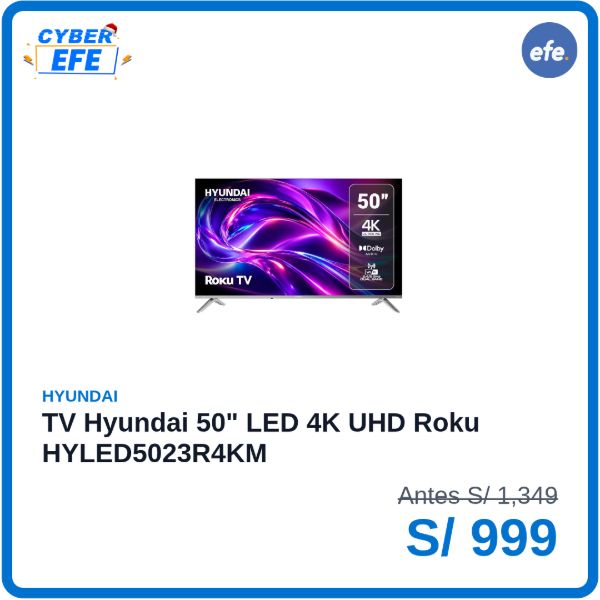 CYBER
EFE
efe.
HYUNDAI
ELECTRONICS
50"
4K
Dolby
Roku TV
HYUNDAI
TV Hyundai 50" LED 4K UHD Roku
HYLED5023R4KM
Antes S/ 1,349
S/ 999